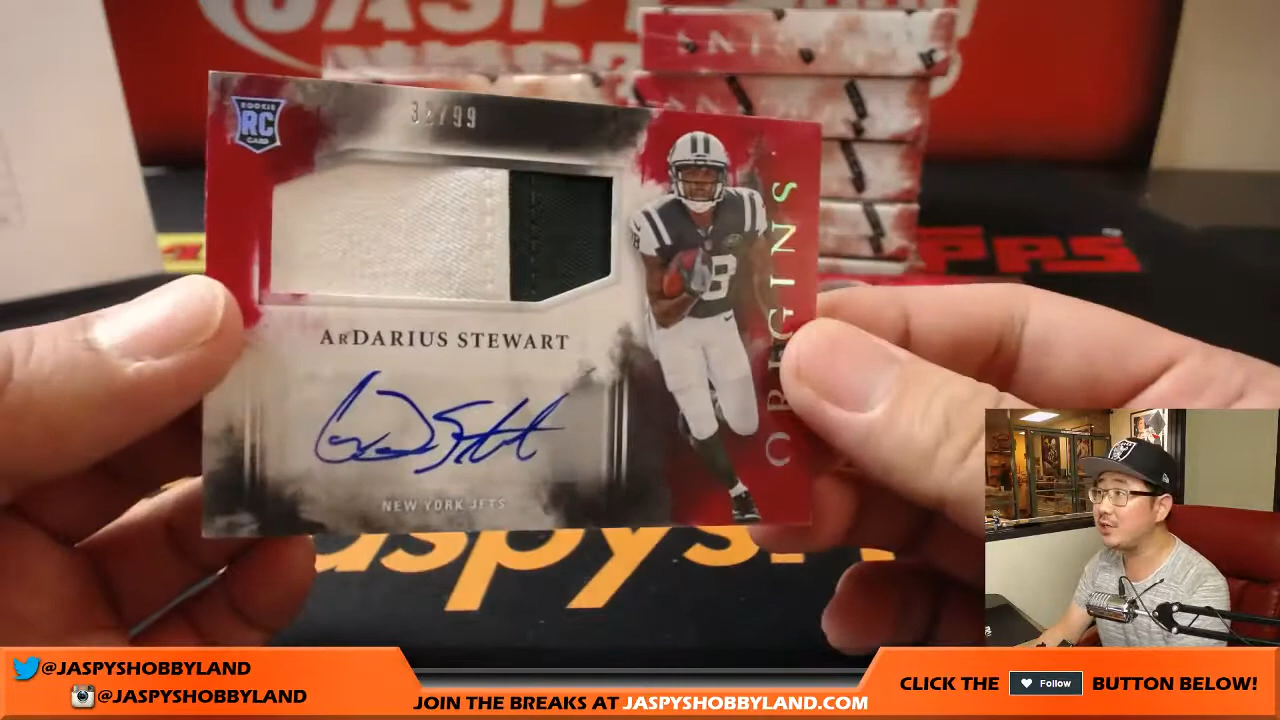 ROOKIE
RC
CARD
32/99
ORIGINS
ARDARIUS STEWART
NEW YORK JETS
@JASPYSHOBBYLAND
@JASPYSHOBBYLAND
JOIN THE BREAKS AT JASPYSHOBBYLAND.COM
CLICK THE Follow BUTTON BELOW!